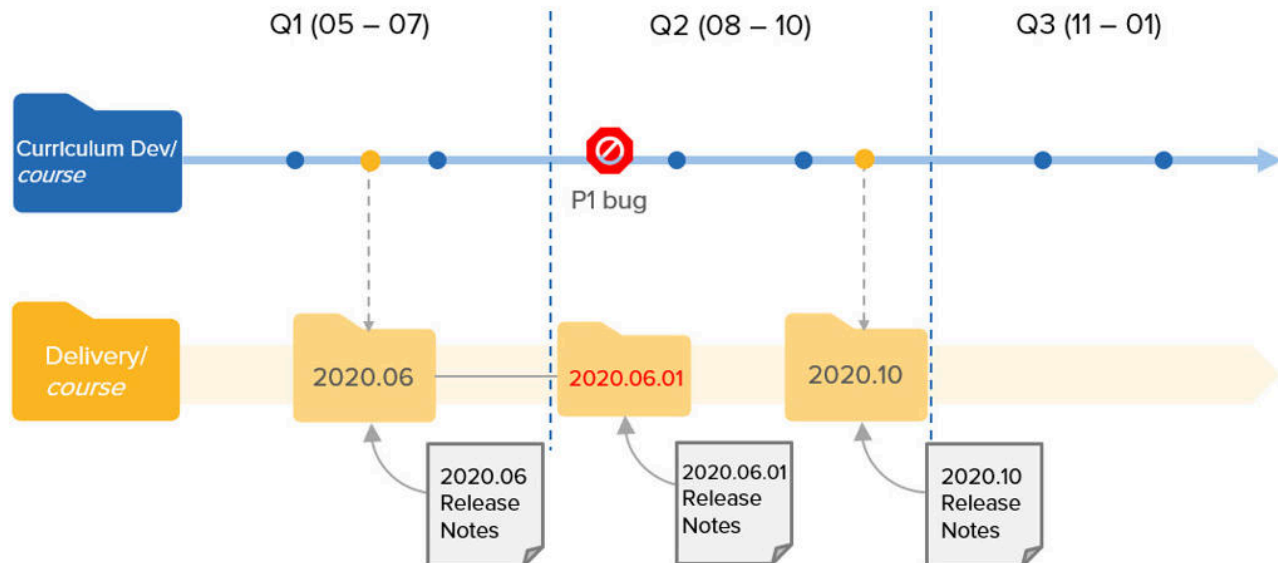 Q1 (05 – 07)
Q2 (08 – 10)
Q3 (11 – 01)
Curriculum Dev/
course
P1 bug
Delivery/
course
2020.06
2020.06.01
2020.10
2020.06
Release
Notes
2020.06.01
Release
Notes
2020.10
Release
Notes